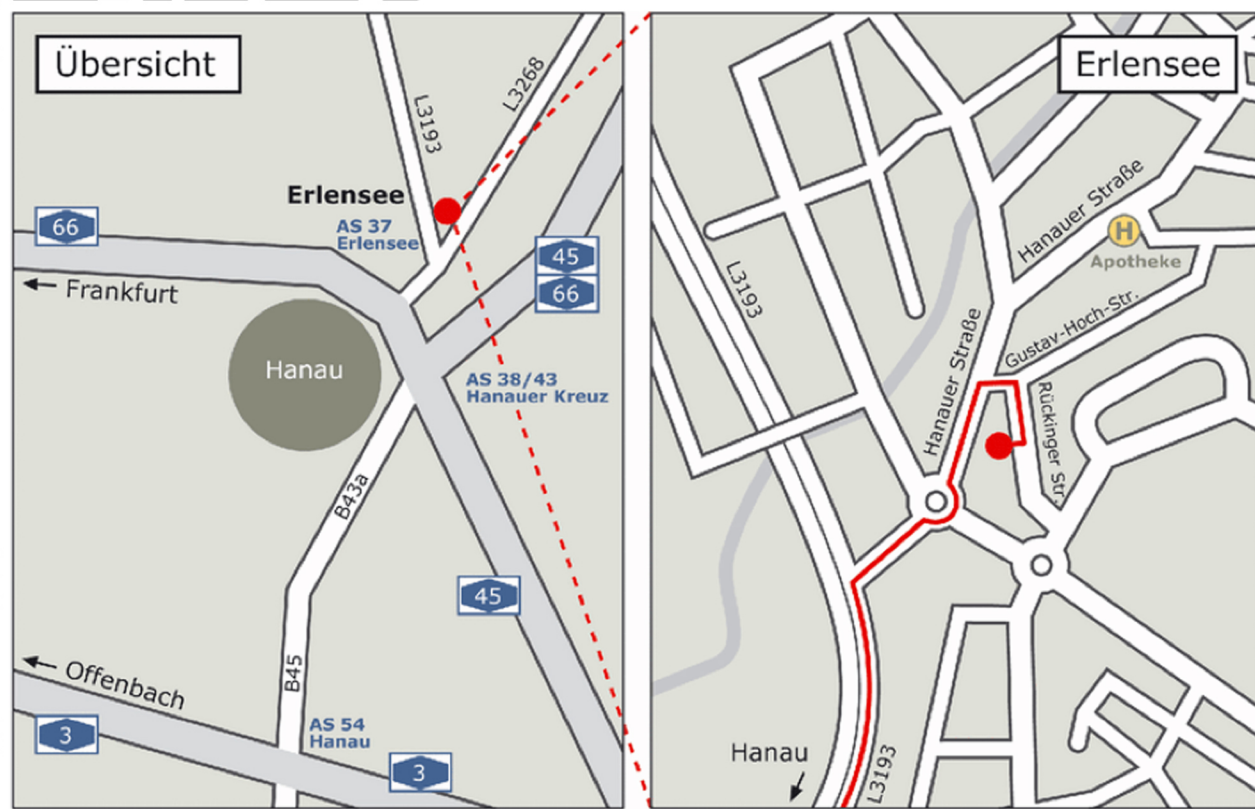 Übersicht
L3193
L3268
Erlensee
AS 37
Erlensee
66
Frankfurt
45
66
Hanau
AS 38/43
Hanauer Kreuz
B43a
45
B45
Offenbach
3
AS 54
Hanau
3
Erlensee
Hanauer Straße
H
Apotheke
L3193
Gustav-Hoch-Str.
Hanauer Straße
Rückinger Str.
Hanau
L3193